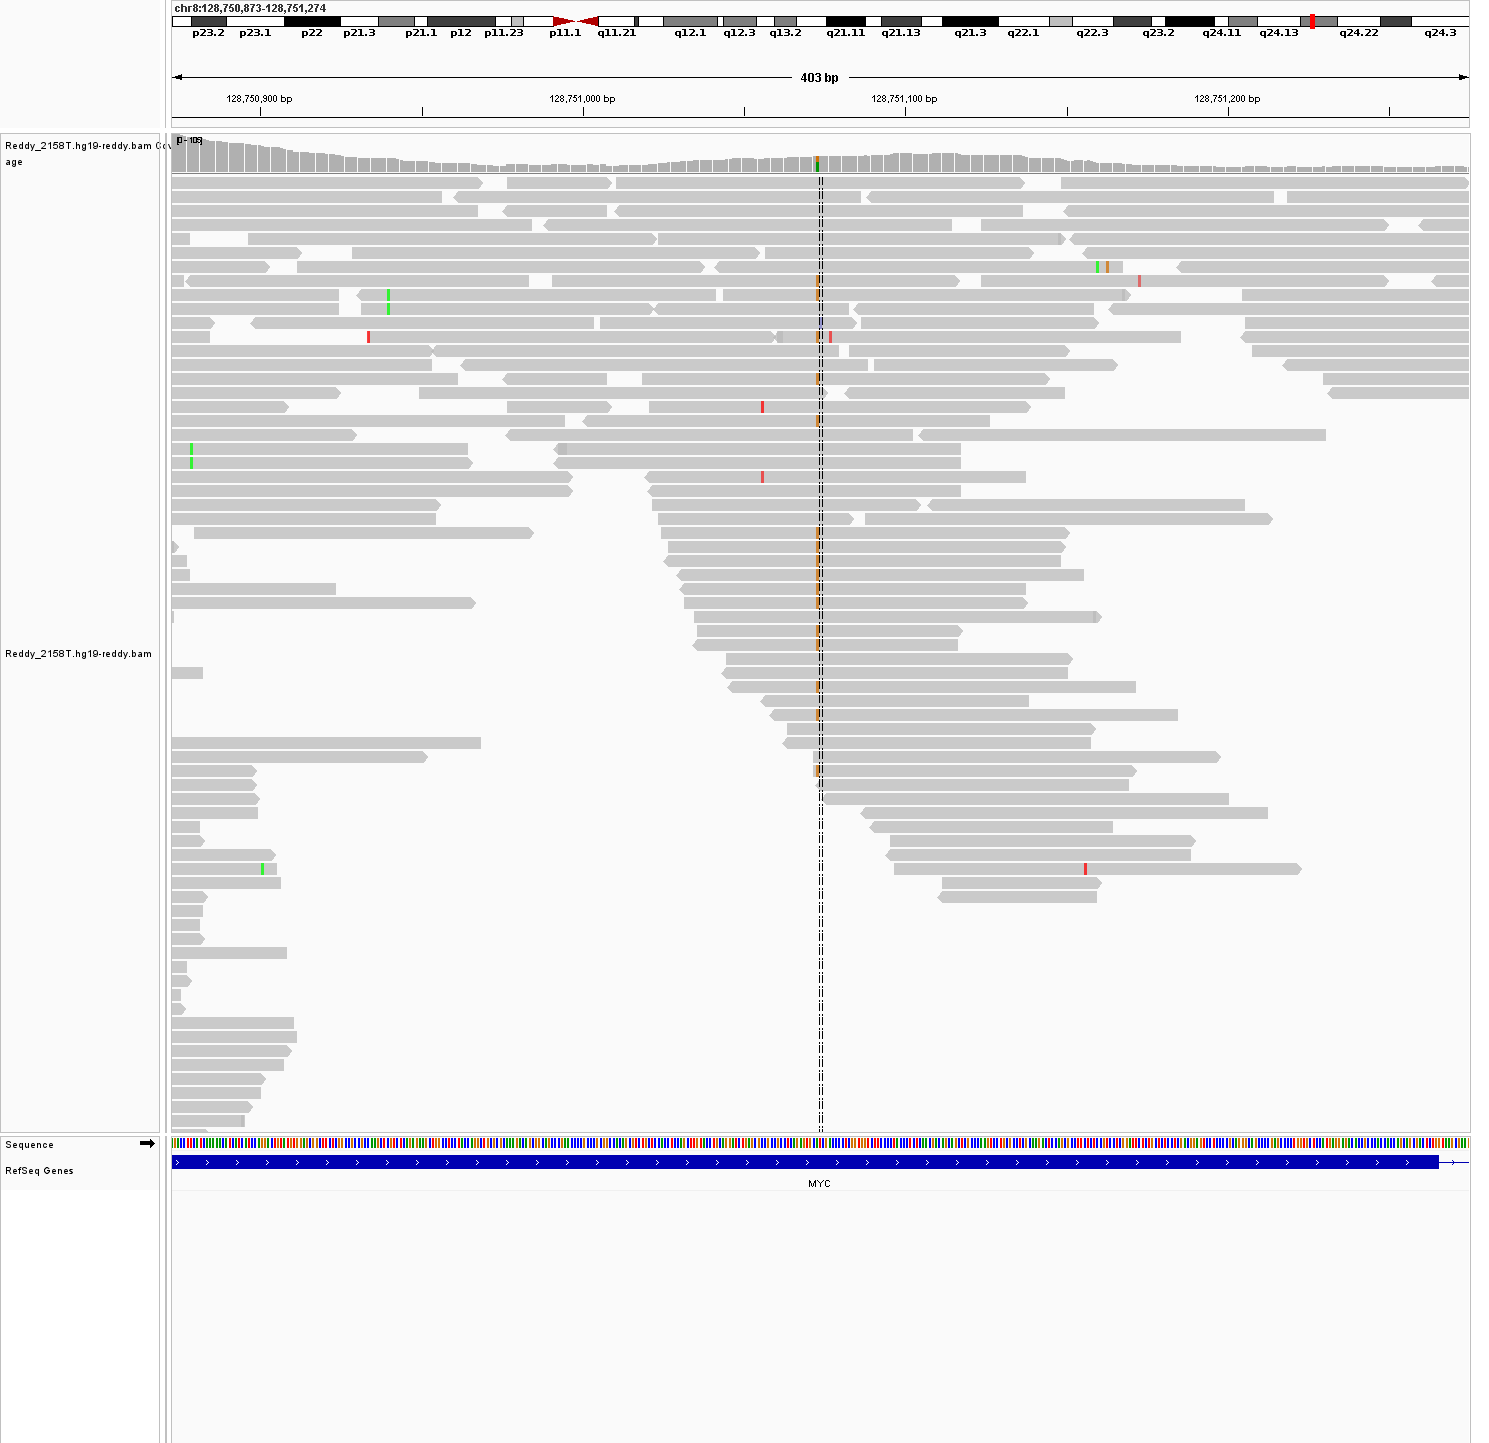 chr8:128,750,873-128,751,274
p23.2 p23.1 p22 p21.3 p21.1 p12 p11.23 p11.1 q11.21 q12.1 q12.3 q13.2 q21.11 q21.13 q21.3 q22.1 q22.3 q23.2 q24.11 q24.13 q24.22 q24.3
403 bp
128,750,900 bp 128,751,000 bp 128,751,100 bp 128,751,200 bp
Reddy_2158T.hg19-reddy.bam Cov
age
Reddy_2158T.hg19-reddy.bam
Sequence
RefSeq Genes
MYC